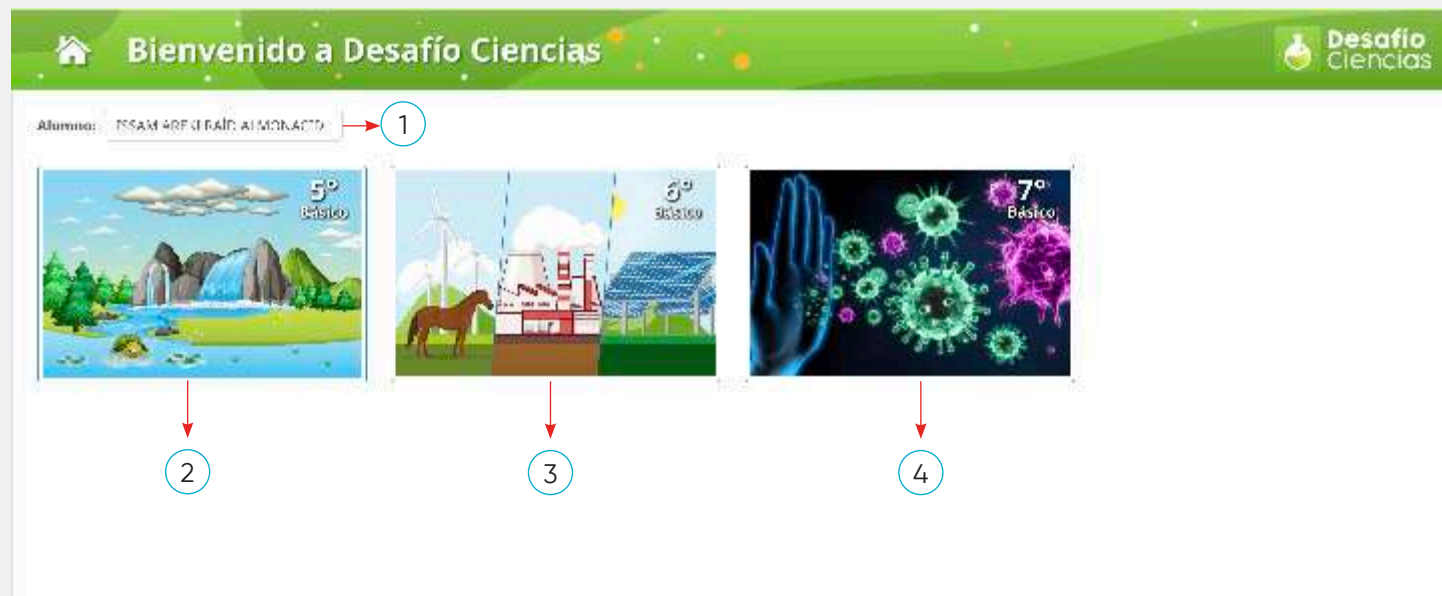 Bienvenido a Desafío Ciencias
Desafío
Ciencias
Alumno:
1
5°
Básico
6°
Básico
7°
Básico
2
3
4